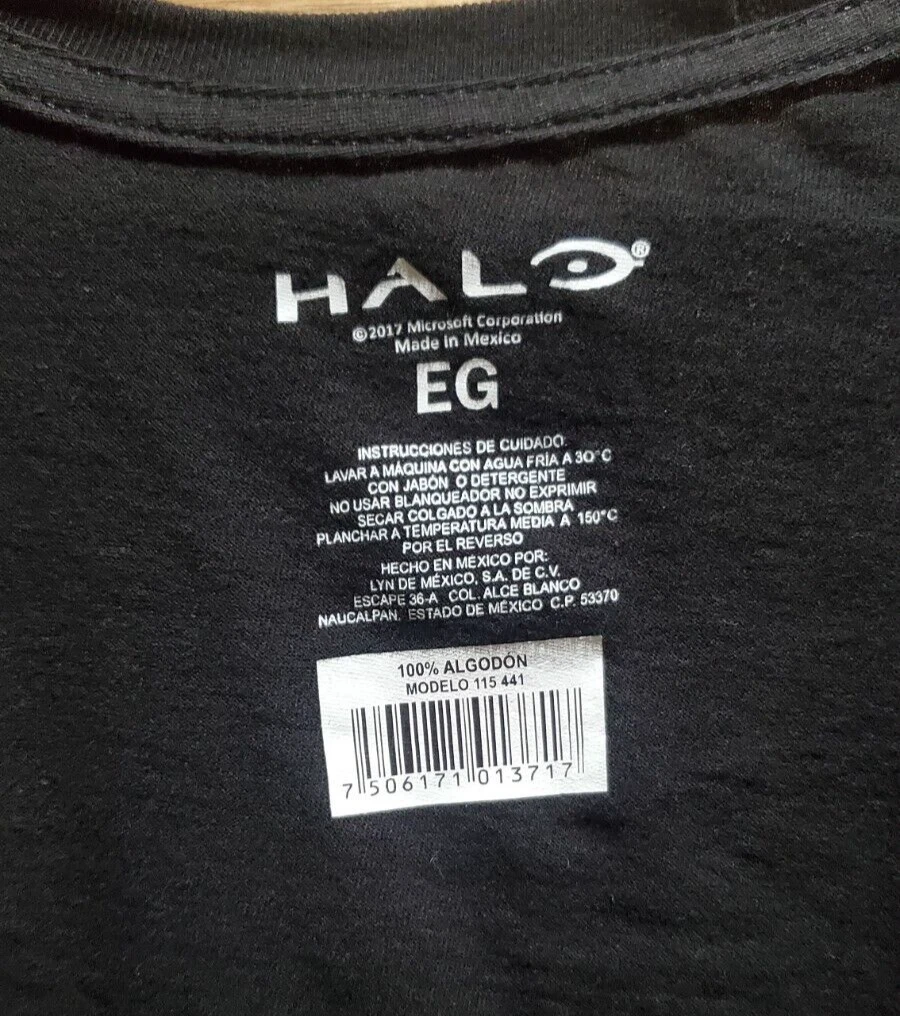 HALO®
©2017 Microsoft Corporation
Made in Mexico
EG
INSTRUCCIONES DE CUIDADO:
LAVAR A MÁQUINA CON AGUA FRÍA A 30°C
CON JABÓN O DETERGENTE
NO USAR BLANQUEADOR NO EXPRIMIR
SECAR COLGADO A LA SOMBRA
PLANCHAR A TEMPERATURA MEDIA A 150°C
POR EL REVERSO
HECHO EN MÉXICO POR:
LYN DE MÉXICO, S.A. DE C.V.
ESCAPE 36-A COL. ALCE BLANCO
NAUCALPAN. ESTADO DE MÉXICO C.P. 53370
100% ALGODÓN
MODELO 115 441
7 506171 013717